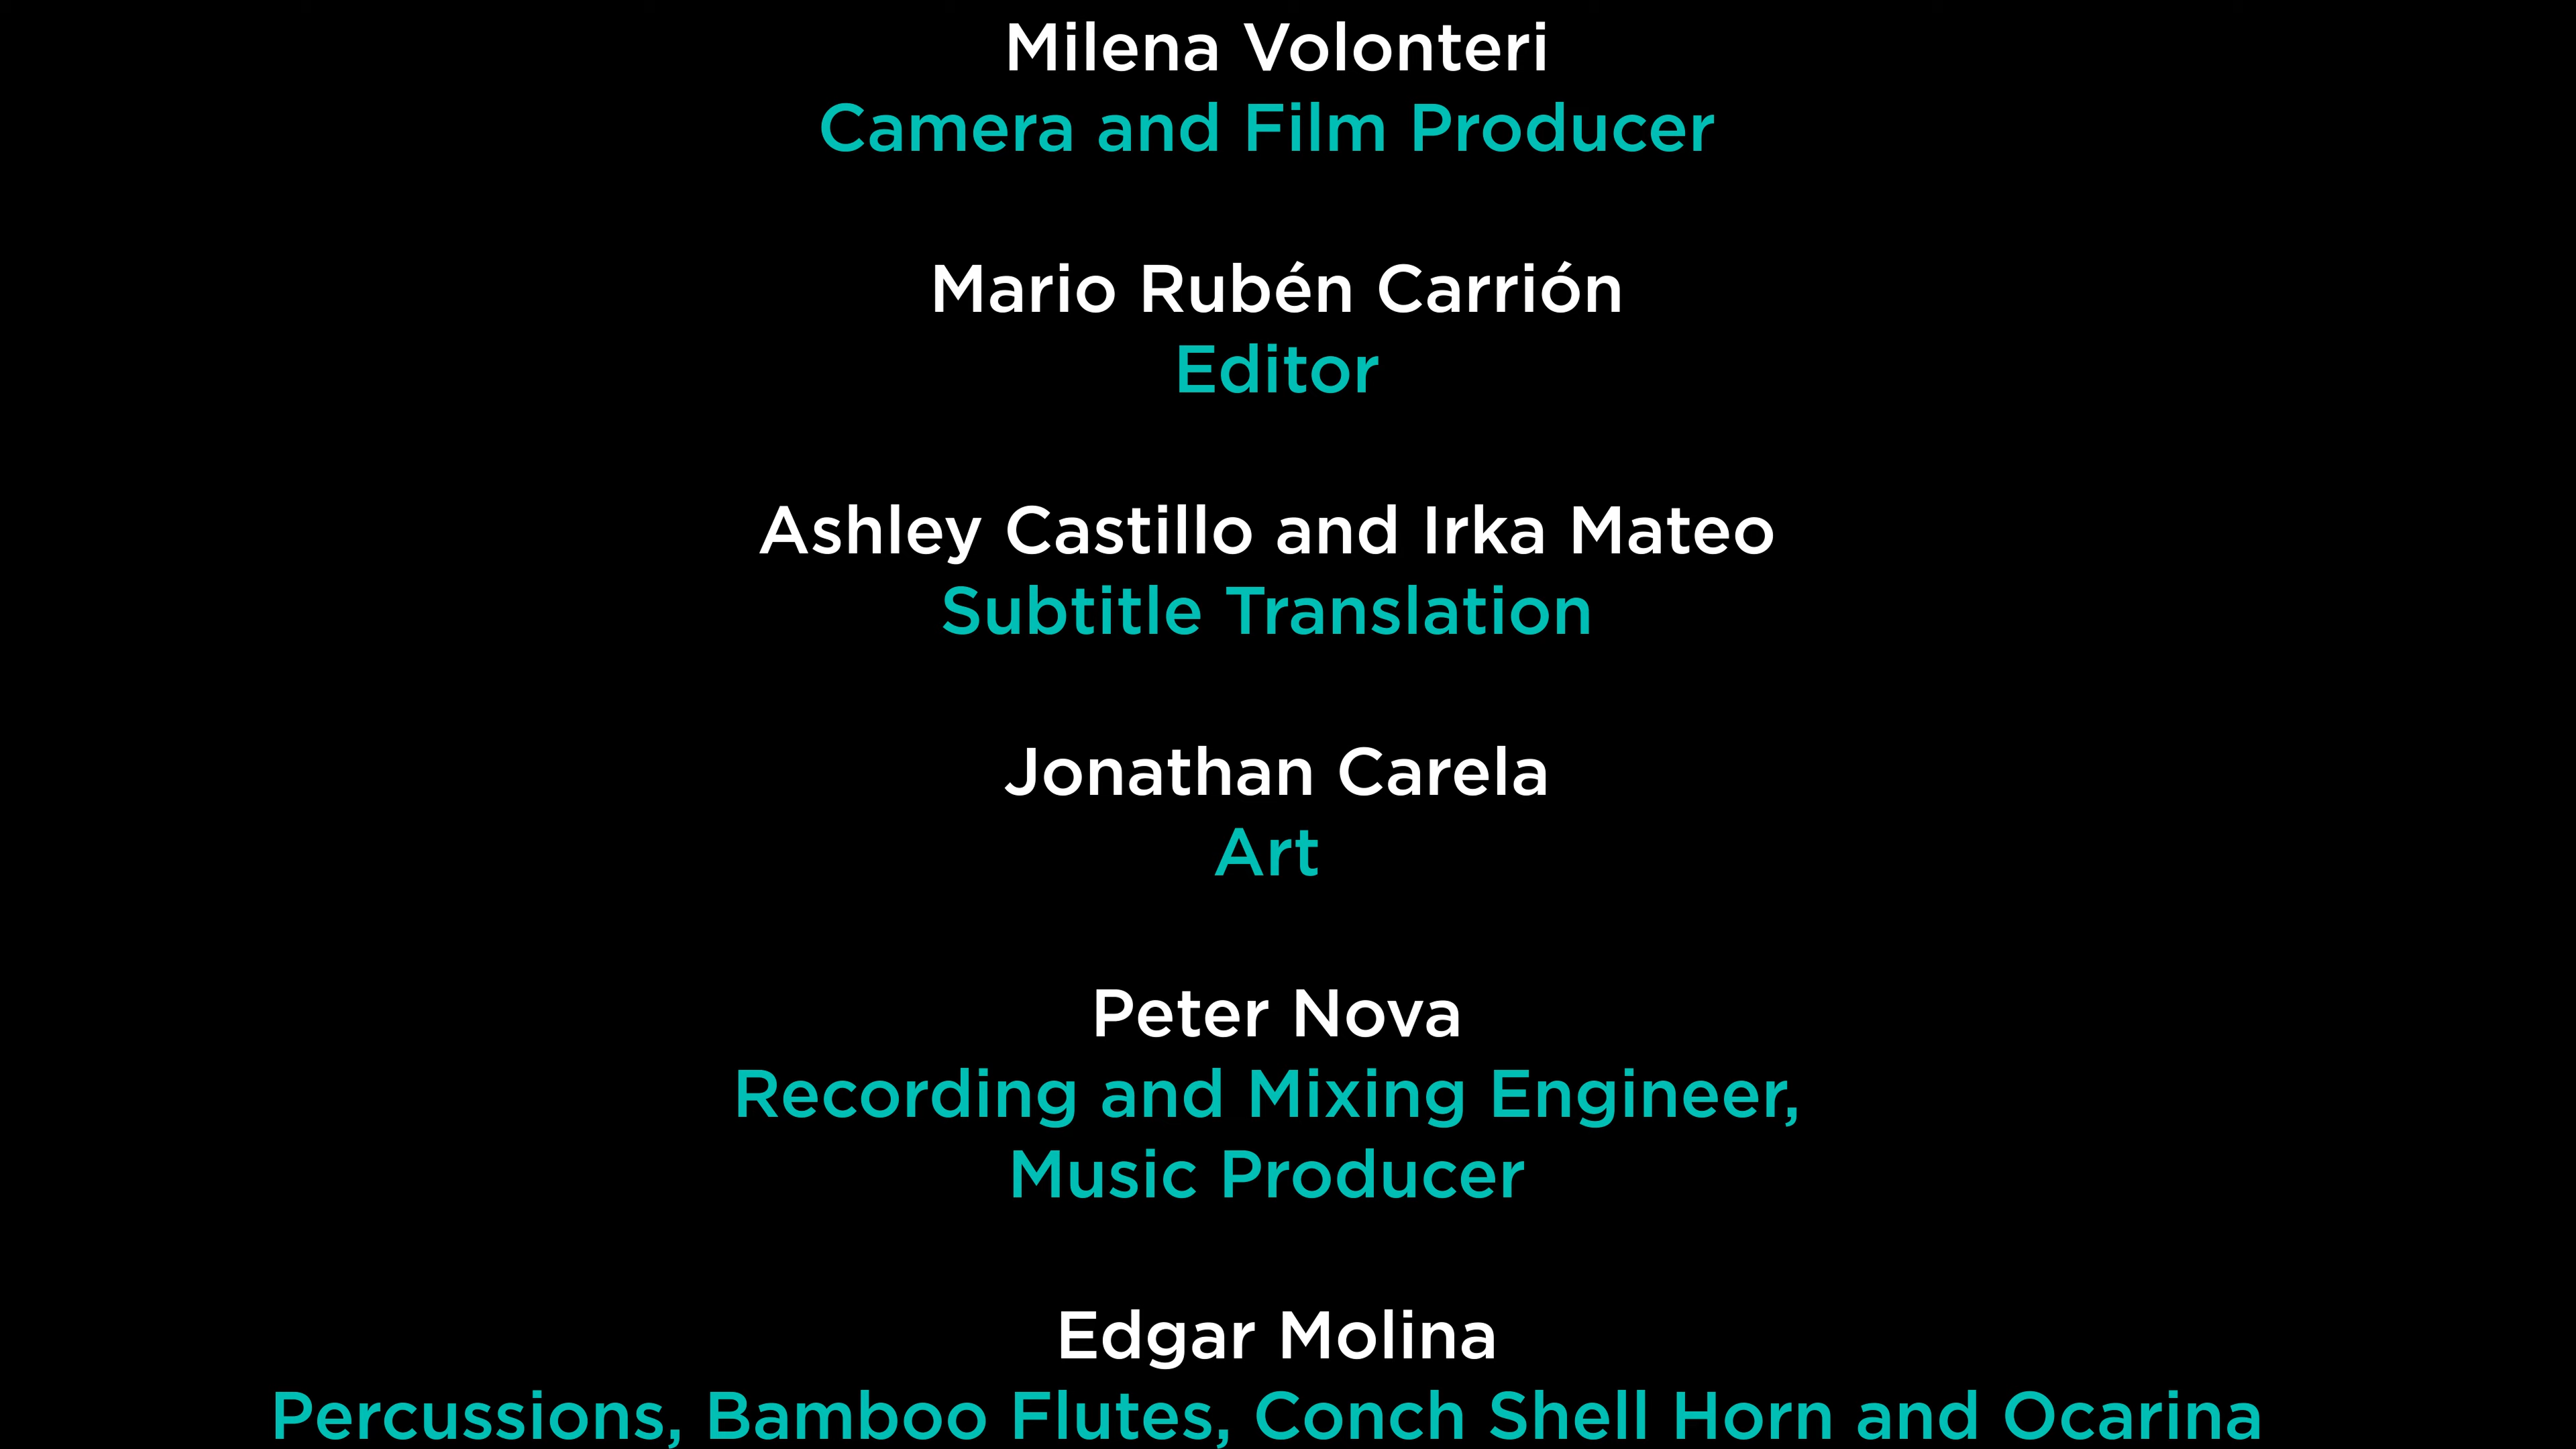 Milena Volonteri
Camera and Film Producer
Mario Rubén Carrión
Editor
Ashley Castillo and Irka Mateo
Subtitle Translation
Jonathan Carela
Art
Peter Nova
Recording and Mixing Engineer,
Music Producer
Edgar Molina
Percussions, Bamboo Flutes, Conch Shell Horn and Ocarina